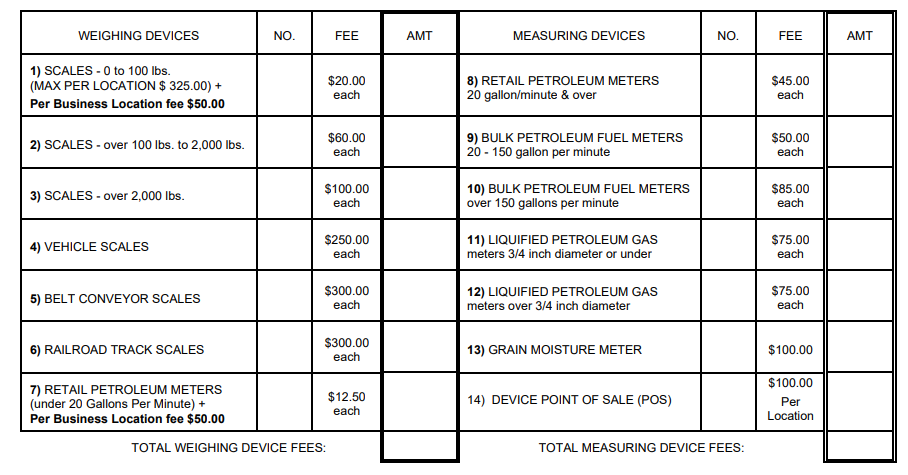 WEIGHING DEVICES NO. FEE AMT MEASURING DEVICES NO. FEE AMT
1) SCALES - 0 to 100 lbs.
(MAX PER LOCATION $ 325.00) +
Per Business Location fee $50.00
$20.00
each
8) RETAIL PETROLEUM METERS
20 gallon/minute & over
$45.00
each
2) SCALES - over 100 lbs. to 2,000 lbs.
$60.00
each
9) BULK PETROLEUM FUEL METERS
20 - 150 gallon per minute
$50.00
each
3) SCALES - over 2,000 lbs.
$100.00
each
10) BULK PETROLEUM FUEL METERS
over 150 gallons per minute
$85.00
each
4) VEHICLE SCALES
$250.00
each
11) LIQUIFIED PETROLEUM GAS
meters 3/4 inch diameter or under
$75.00
each
5) BELT CONVEYOR SCALES
$300.00
each
12) LIQUIFIED PETROLEUM GAS
meters over 3/4 inch diameter
$75.00
each
6) RAILROAD TRACK SCALES
$300.00
each
13) GRAIN MOISTURE METER
$100.00
7) RETAIL PETROLEUM METERS
(under 20 Gallons Per Minute) +
Per Business Location fee $50.00
$12.50
each
14) DEVICE POINT OF SALE (POS)
$100.00
Per
Location
TOTAL WEIGHING DEVICE FEES:
TOTAL MEASURING DEVICE FEES: